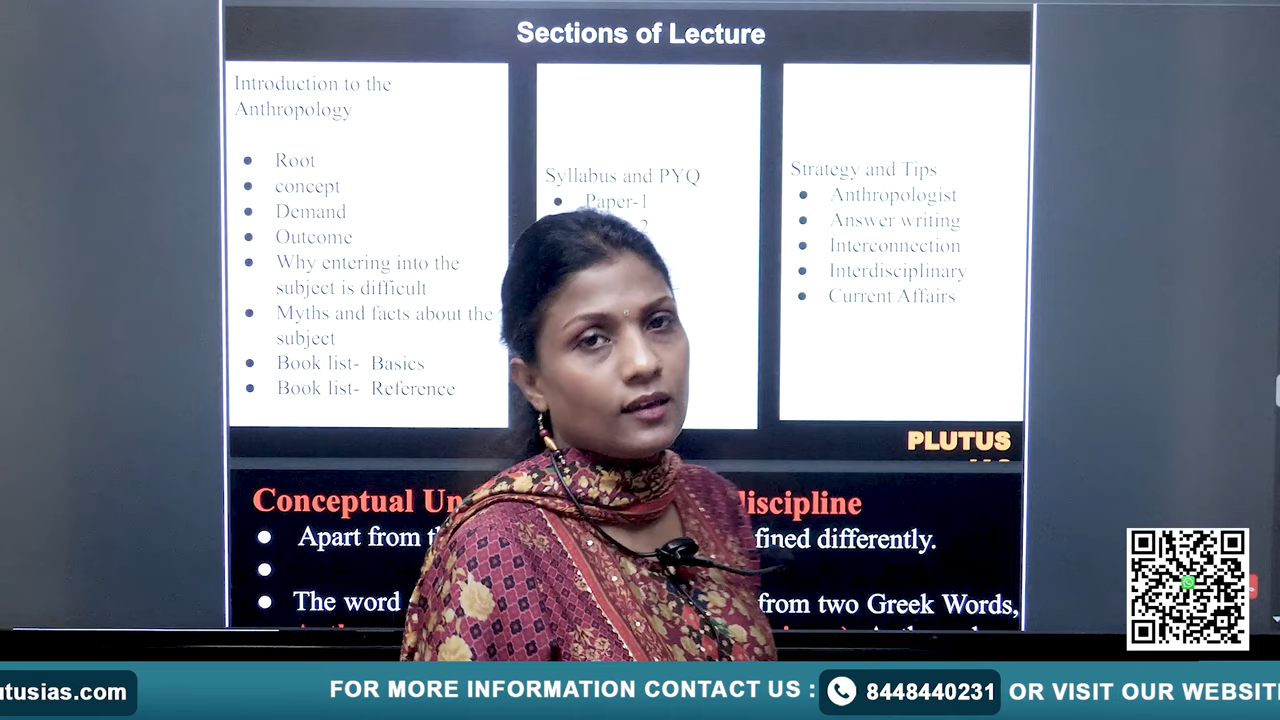 Sections of Lecture
Introduction to the
Anthropology
● Root
● concept
● Demand
● Outcome
● Why entering into the
subject is difficult
● Myths and facts about the
subject
● Book list- Basics
● Book list- Reference
Syllabus and PYQ
● Paper-1
2
Strategy and Tips
● Anthropologist
● Answer writing
● Interconnection
● Interdisciplinary
● Current Affairs
PLUTUS
Conceptual Un discipline
● Apart from th fined differently.
●
● The word from two Greek Words,
utusias.com
FOR MORE INFORMATION CONTACT US : 8448440231 OR VISIT OUR WEBSIT